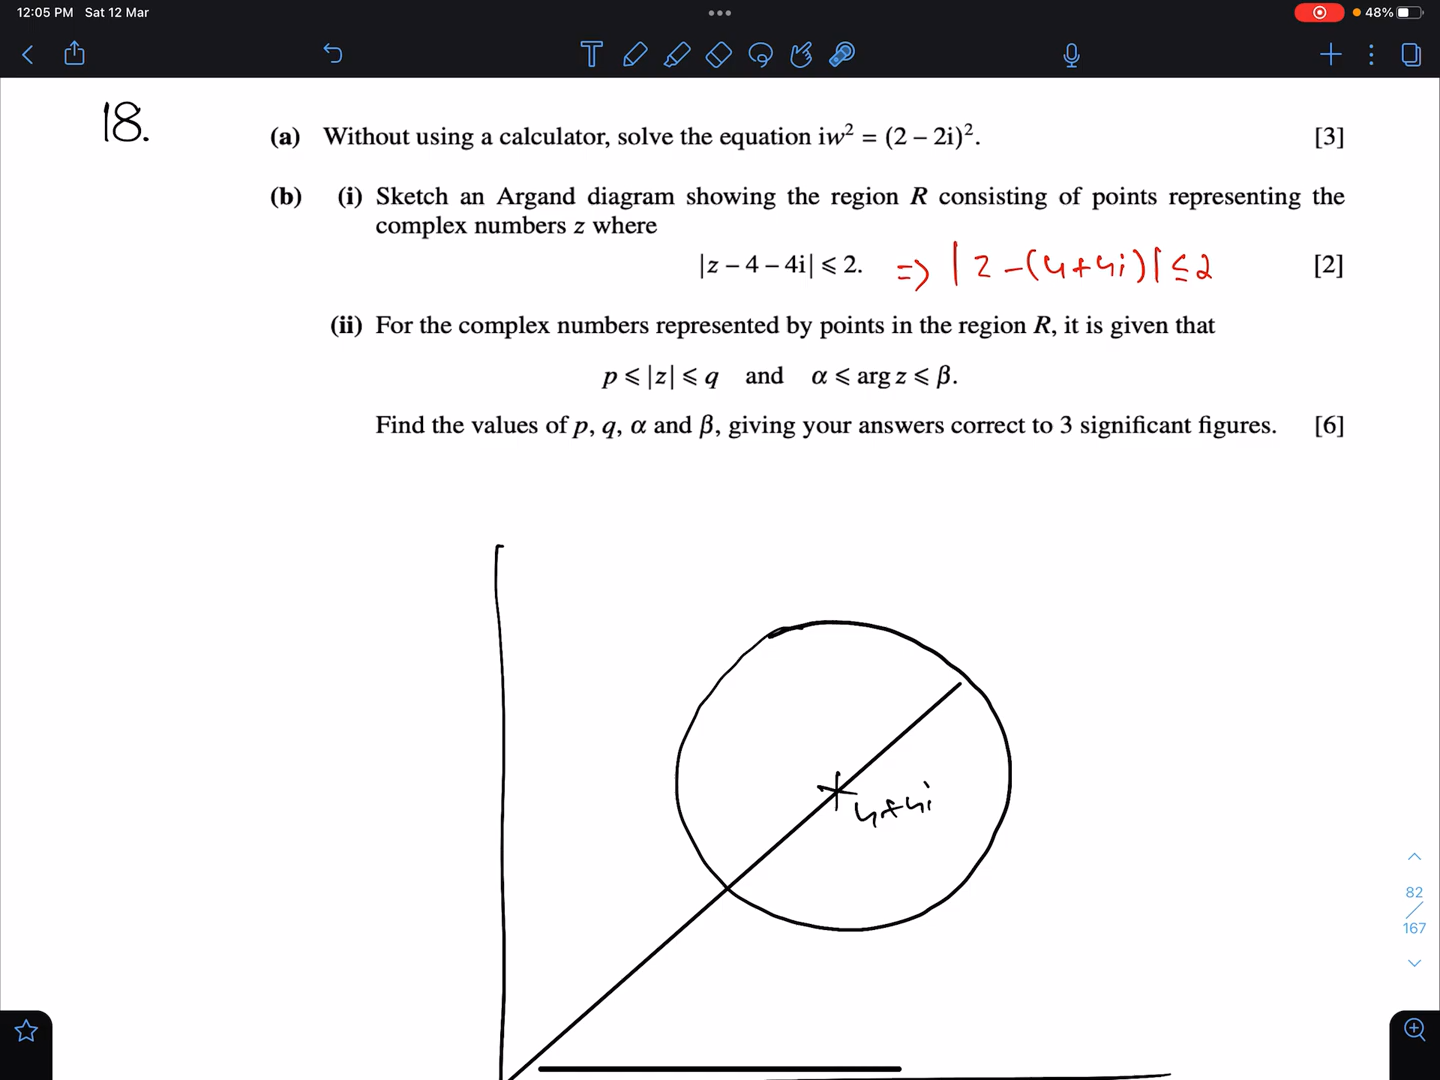 12:05 PM Sat 12 Mar
48%
18.
(a) Without using a calculator, solve the equation iw² = (2 – 2i)². [3]
(b) (i) Sketch an Argand diagram showing the region R consisting of points representing the
complex numbers z where
|z – 4 – 4i| ⩽ 2. => |z – (4+4i)| ≤ 2 [2]
(ii) For the complex numbers represented by points in the region R, it is given that
p ⩽ |z| ⩽ q and α ⩽ arg z ⩽ β.
Find the values of p, q, α and β, giving your answers correct to 3 significant figures. [6]
4+4i
82
/
167